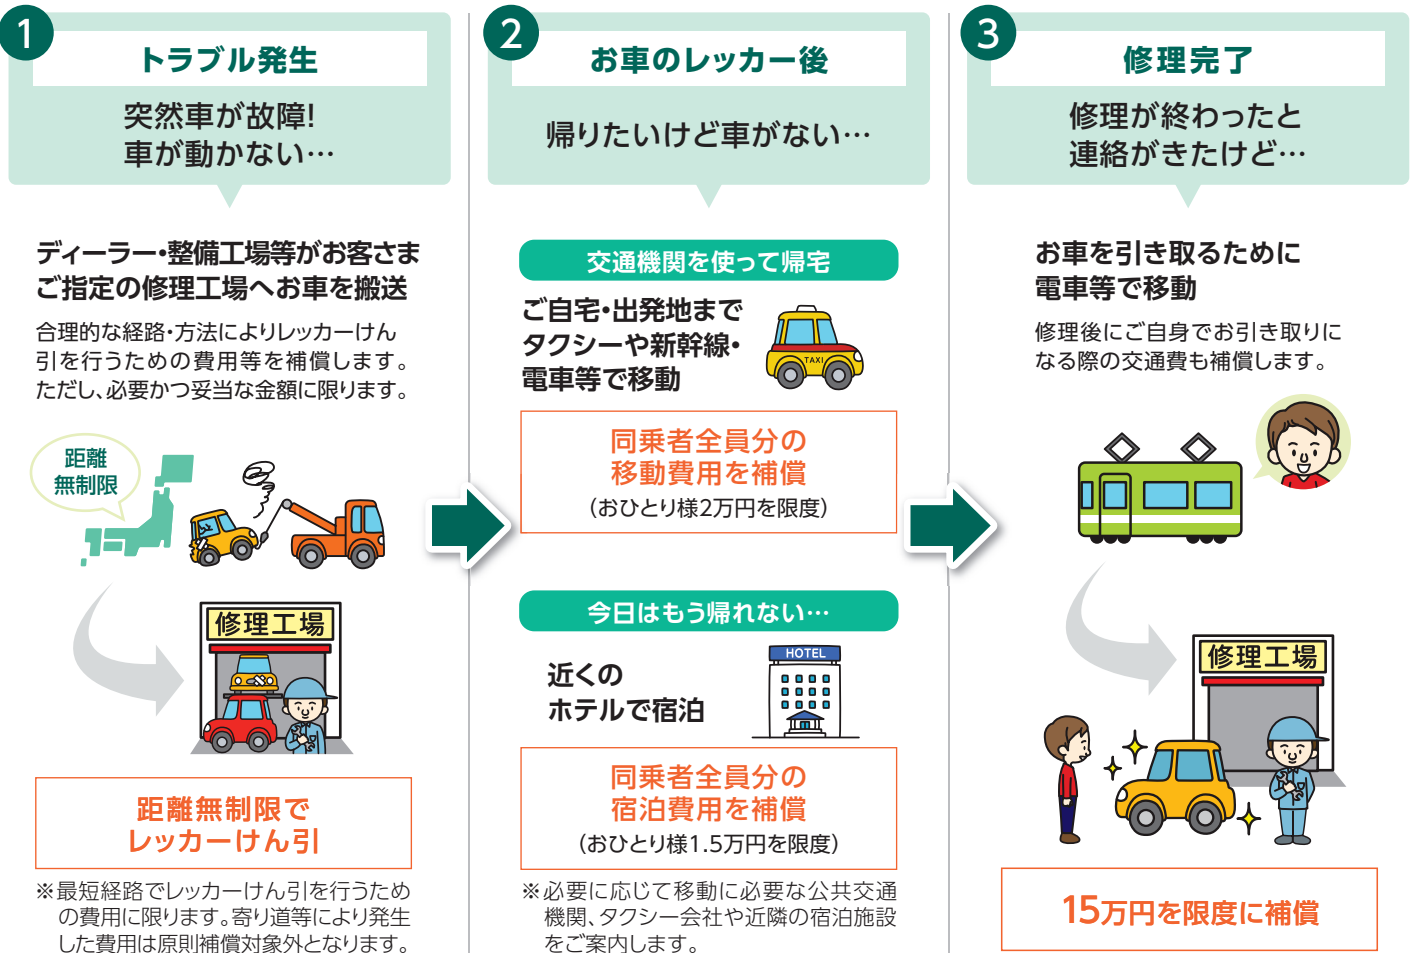 1
トラブル発生
突然車が故障!
車が動かない…
ディーラー・整備工場等がお客さま
ご指定の修理工場へお車を搬送
合理的な経路・方法によりレッカーけん
引を行うための費用等を補償します。
ただし、必要かつ妥当な金額に限ります。
距離
無制限
修理工場
距離無制限で
レッカーけん引
※最短経路でレッカーけん引を行うため
の費用に限ります。寄り道等により発生
した費用は原則補償対象外となります。
2
お車のレッカー後
帰りたいけど車がない…
交通機関を使って帰宅
ご自宅・出発地まで
タクシーや新幹線・
電車等で移動
TAXI
同乗者全員分の
移動費用を補償
(おひとり様2万円を限度)
今日はもう帰れない…
近くの
ホテルで宿泊
HOTEL
同乗者全員分の
宿泊費用を補償
(おひとり様1.5万円を限度)
※必要に応じて移動に必要な公共交通
機関、タクシー会社や近隣の宿泊施設
をご案内します。
3
修理完了
修理が終わったと
連絡がきたけど…
お車を引き取るために
電車等で移動
修理後にご自身でお引き取りに
なる際の交通費も補償します。
修理工場
15万円を限度に補償